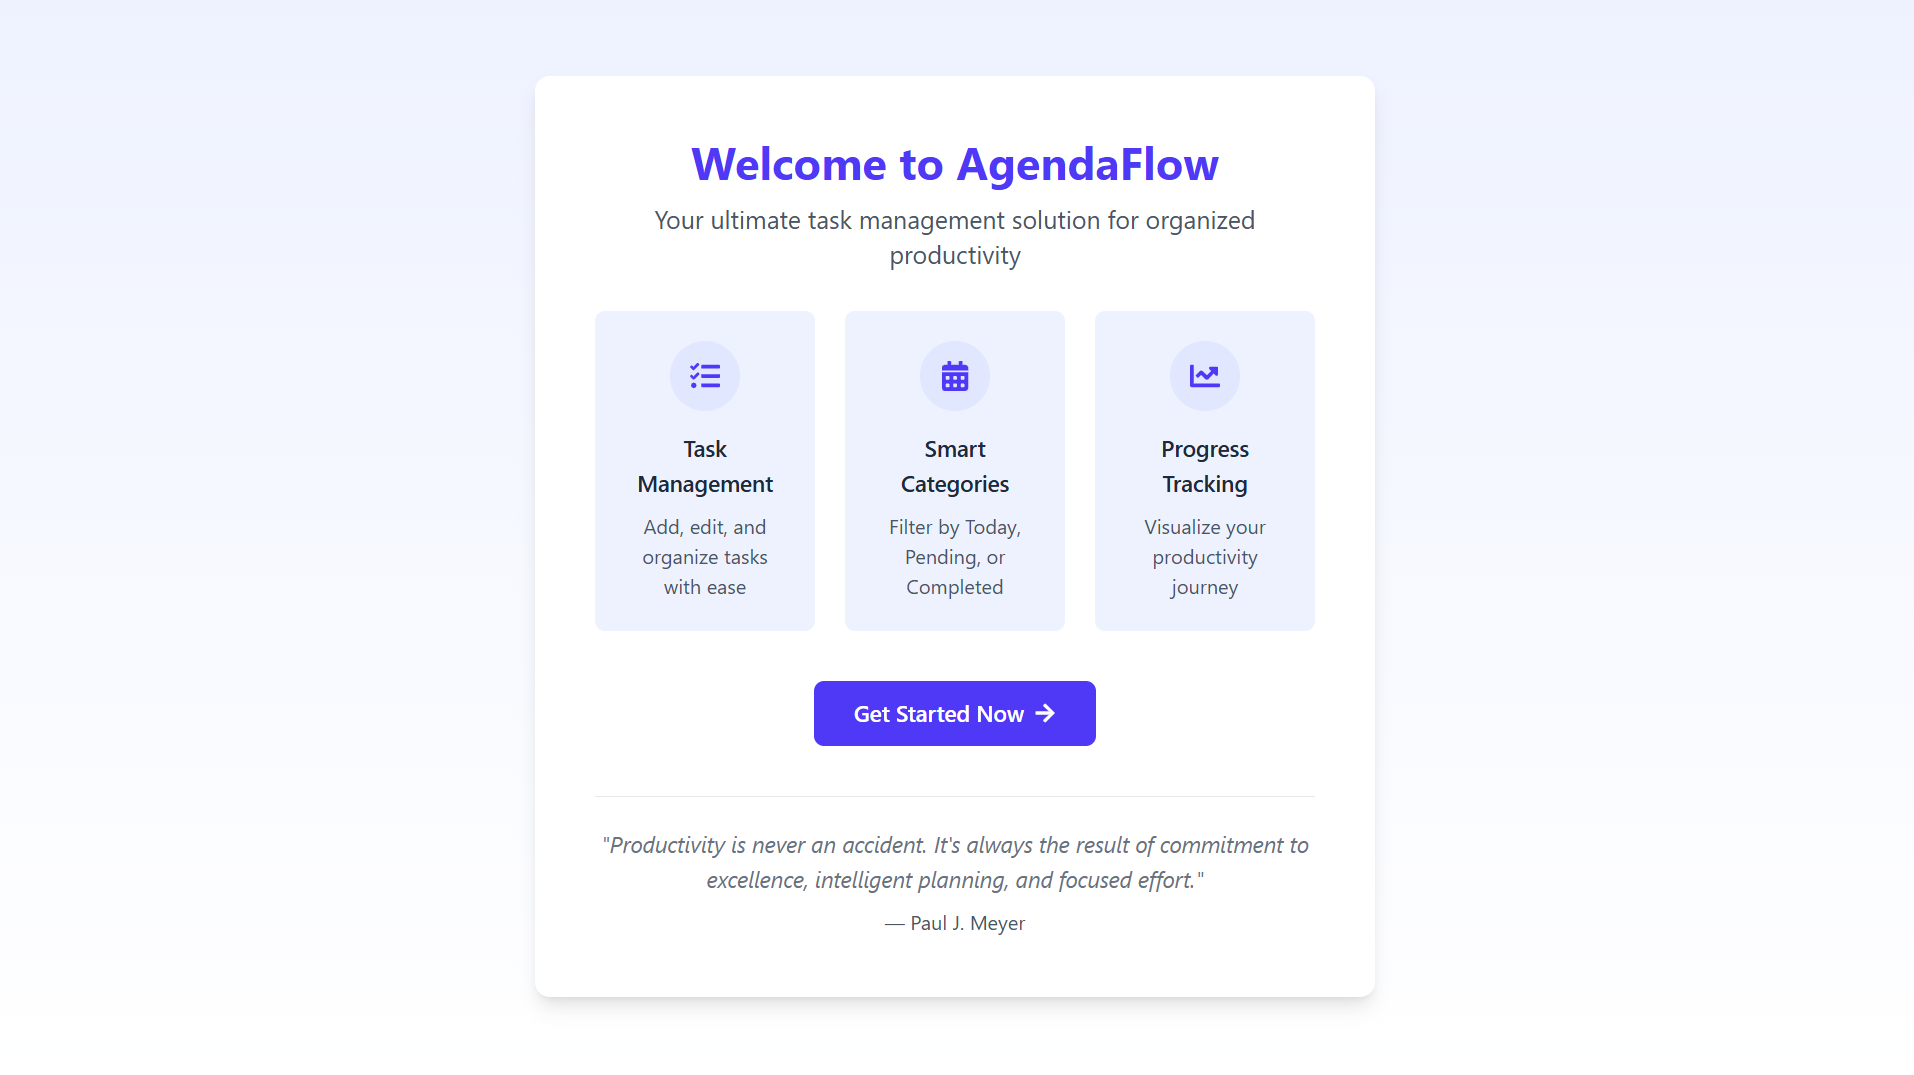 Welcome to AgendaFlow
Your ultimate task management solution for organized
productivity
Task
Management
Add, edit, and
organize tasks
with ease
Smart
Categories
Filter by Today,
Pending, or
Completed
Progress
Tracking
Visualize your
productivity
journey
Get Started Now
"Productivity is never an accident. It's always the result of commitment to
excellence, intelligent planning, and focused effort."
— Paul J. Meyer